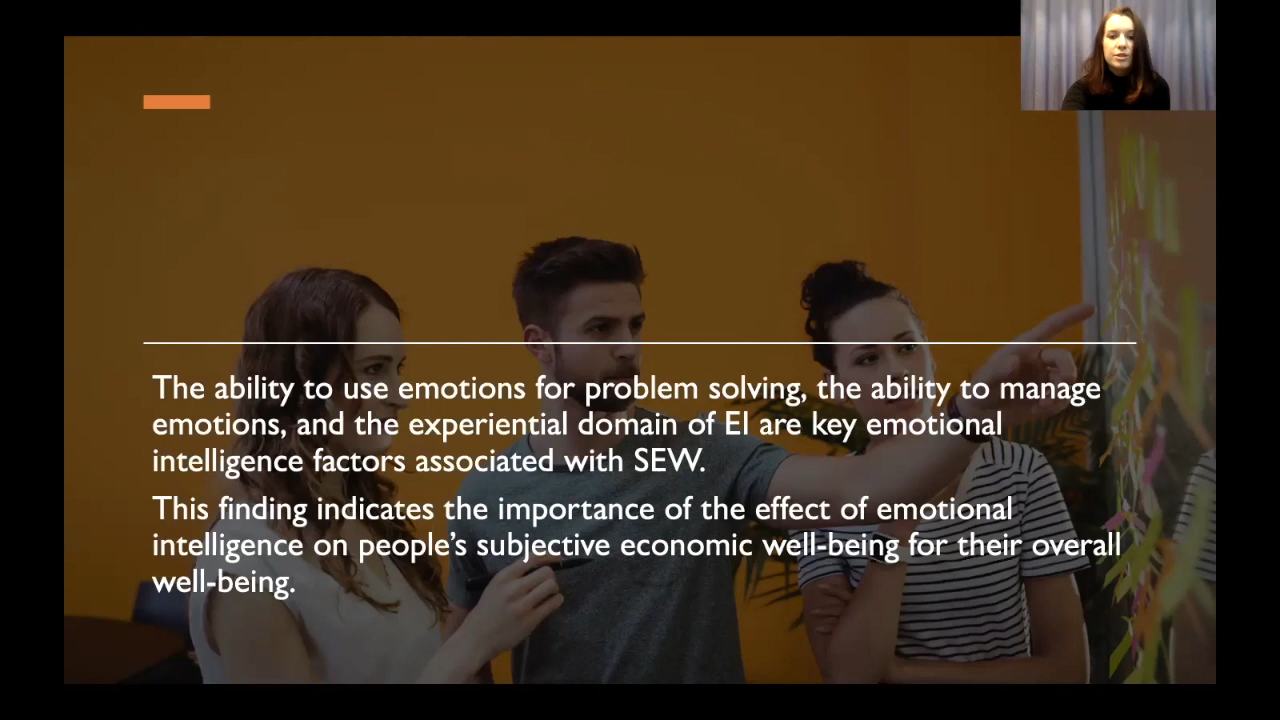 The ability to use emotions for problem solving, the ability to manage
emotions, and the experiential domain of EI are key emotional
intelligence factors associated with SEW.
This finding indicates the importance of the effect of emotional
intelligence on people’s subjective economic well-being for their overall
well-being.